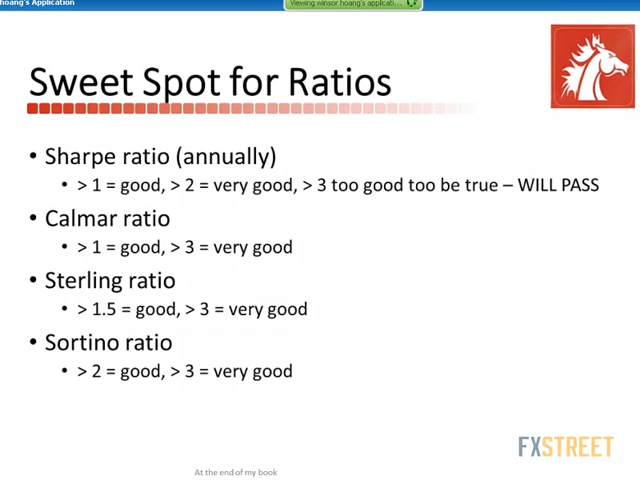 hoang's Application
Viewing winsor hoang's applicati...
Sweet Spot for Ratios
• Sharpe ratio (annually)
• > 1 = good, > 2 = very good, > 3 too good too be true – WILL PASS
• Calmar ratio
• > 1 = good, > 3 = very good
• Sterling ratio
• > 1.5 = good, > 3 = very good
• Sortino ratio
• > 2 = good, > 3 = very good
FXSTREET
At the end of my book